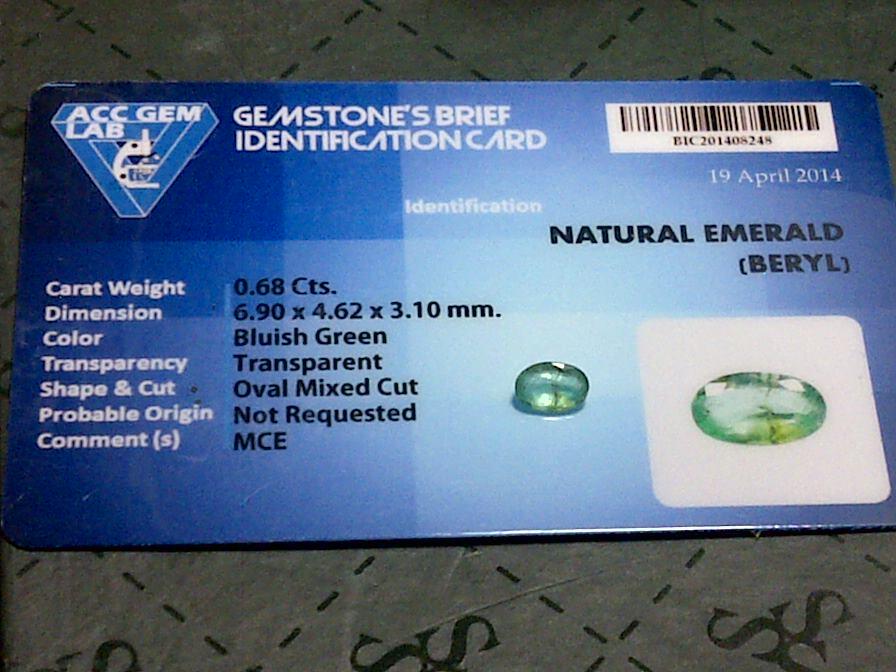 ACC GEM
LAB
GEMSTONE'S BRIEF
IDENTIFICATION CARD
BIC201408248
19 April 2014
Identification
NATURAL EMERALD
(BERYL)
Carat Weight 0.68 Cts.
Dimension 6.90 x 4.62 x 3.10 mm.
Color Bluish Green
Transparency Transparent
Shape & Cut Oval Mixed Cut
Probable Origin Not Requested
Comment (s) MCE